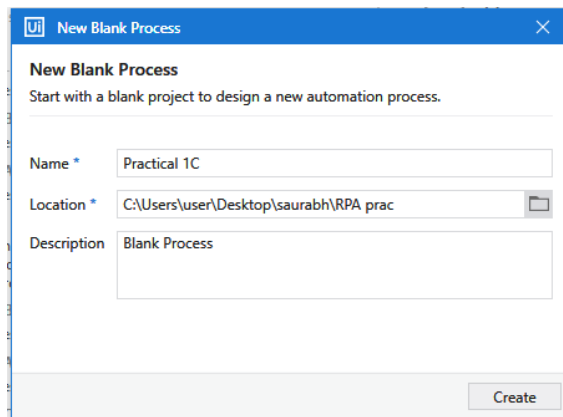 Ui New Blank Process
New Blank Process
Start with a blank project to design a new automation process.
Name * Practical 1C
Location * C:\Users\user\Desktop\saurabh\RPA prac
Description Blank Process
Create